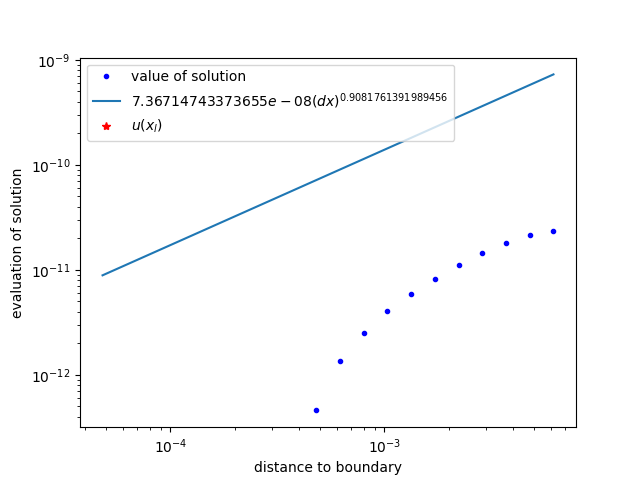 10⁻⁹
10⁻¹⁰
10⁻¹¹
10⁻¹²
evaluation of solution
value of solution
7.36714743373655e − 08(dx)^0.9081761391989456
u(x_l)
10⁻⁴
10⁻³
distance to boundary